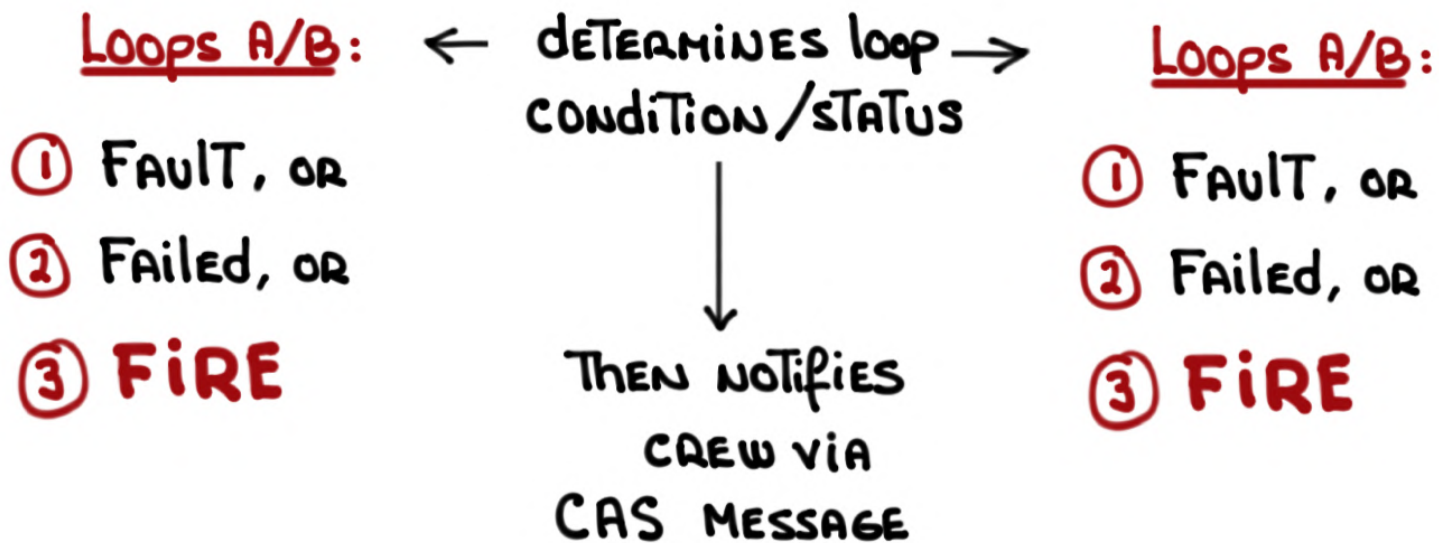 Loops A/B:
① FAulT, OR
② FAilEd, OR
③ FiRE
← dETERMiNES loop →
CONdiTiON/STATUS
ThEN NOTifiES
CREW ViA
CAS MESSAGE
Loops A/B:
① FAulT, OR
② FAilEd, OR
③ FiRE